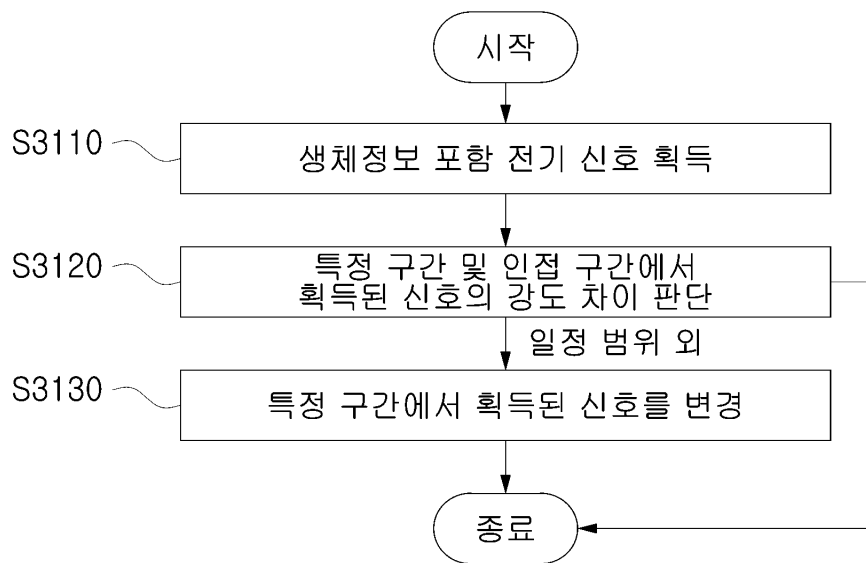 시작
S3110
생체정보 포함 전기 신호 획득
S3120
특정 구간 및 인접 구간에서
획득된 신호의 강도 차이 판단
일정 범위 외
S3130
특정 구간에서 획득된 신호를 변경
종료